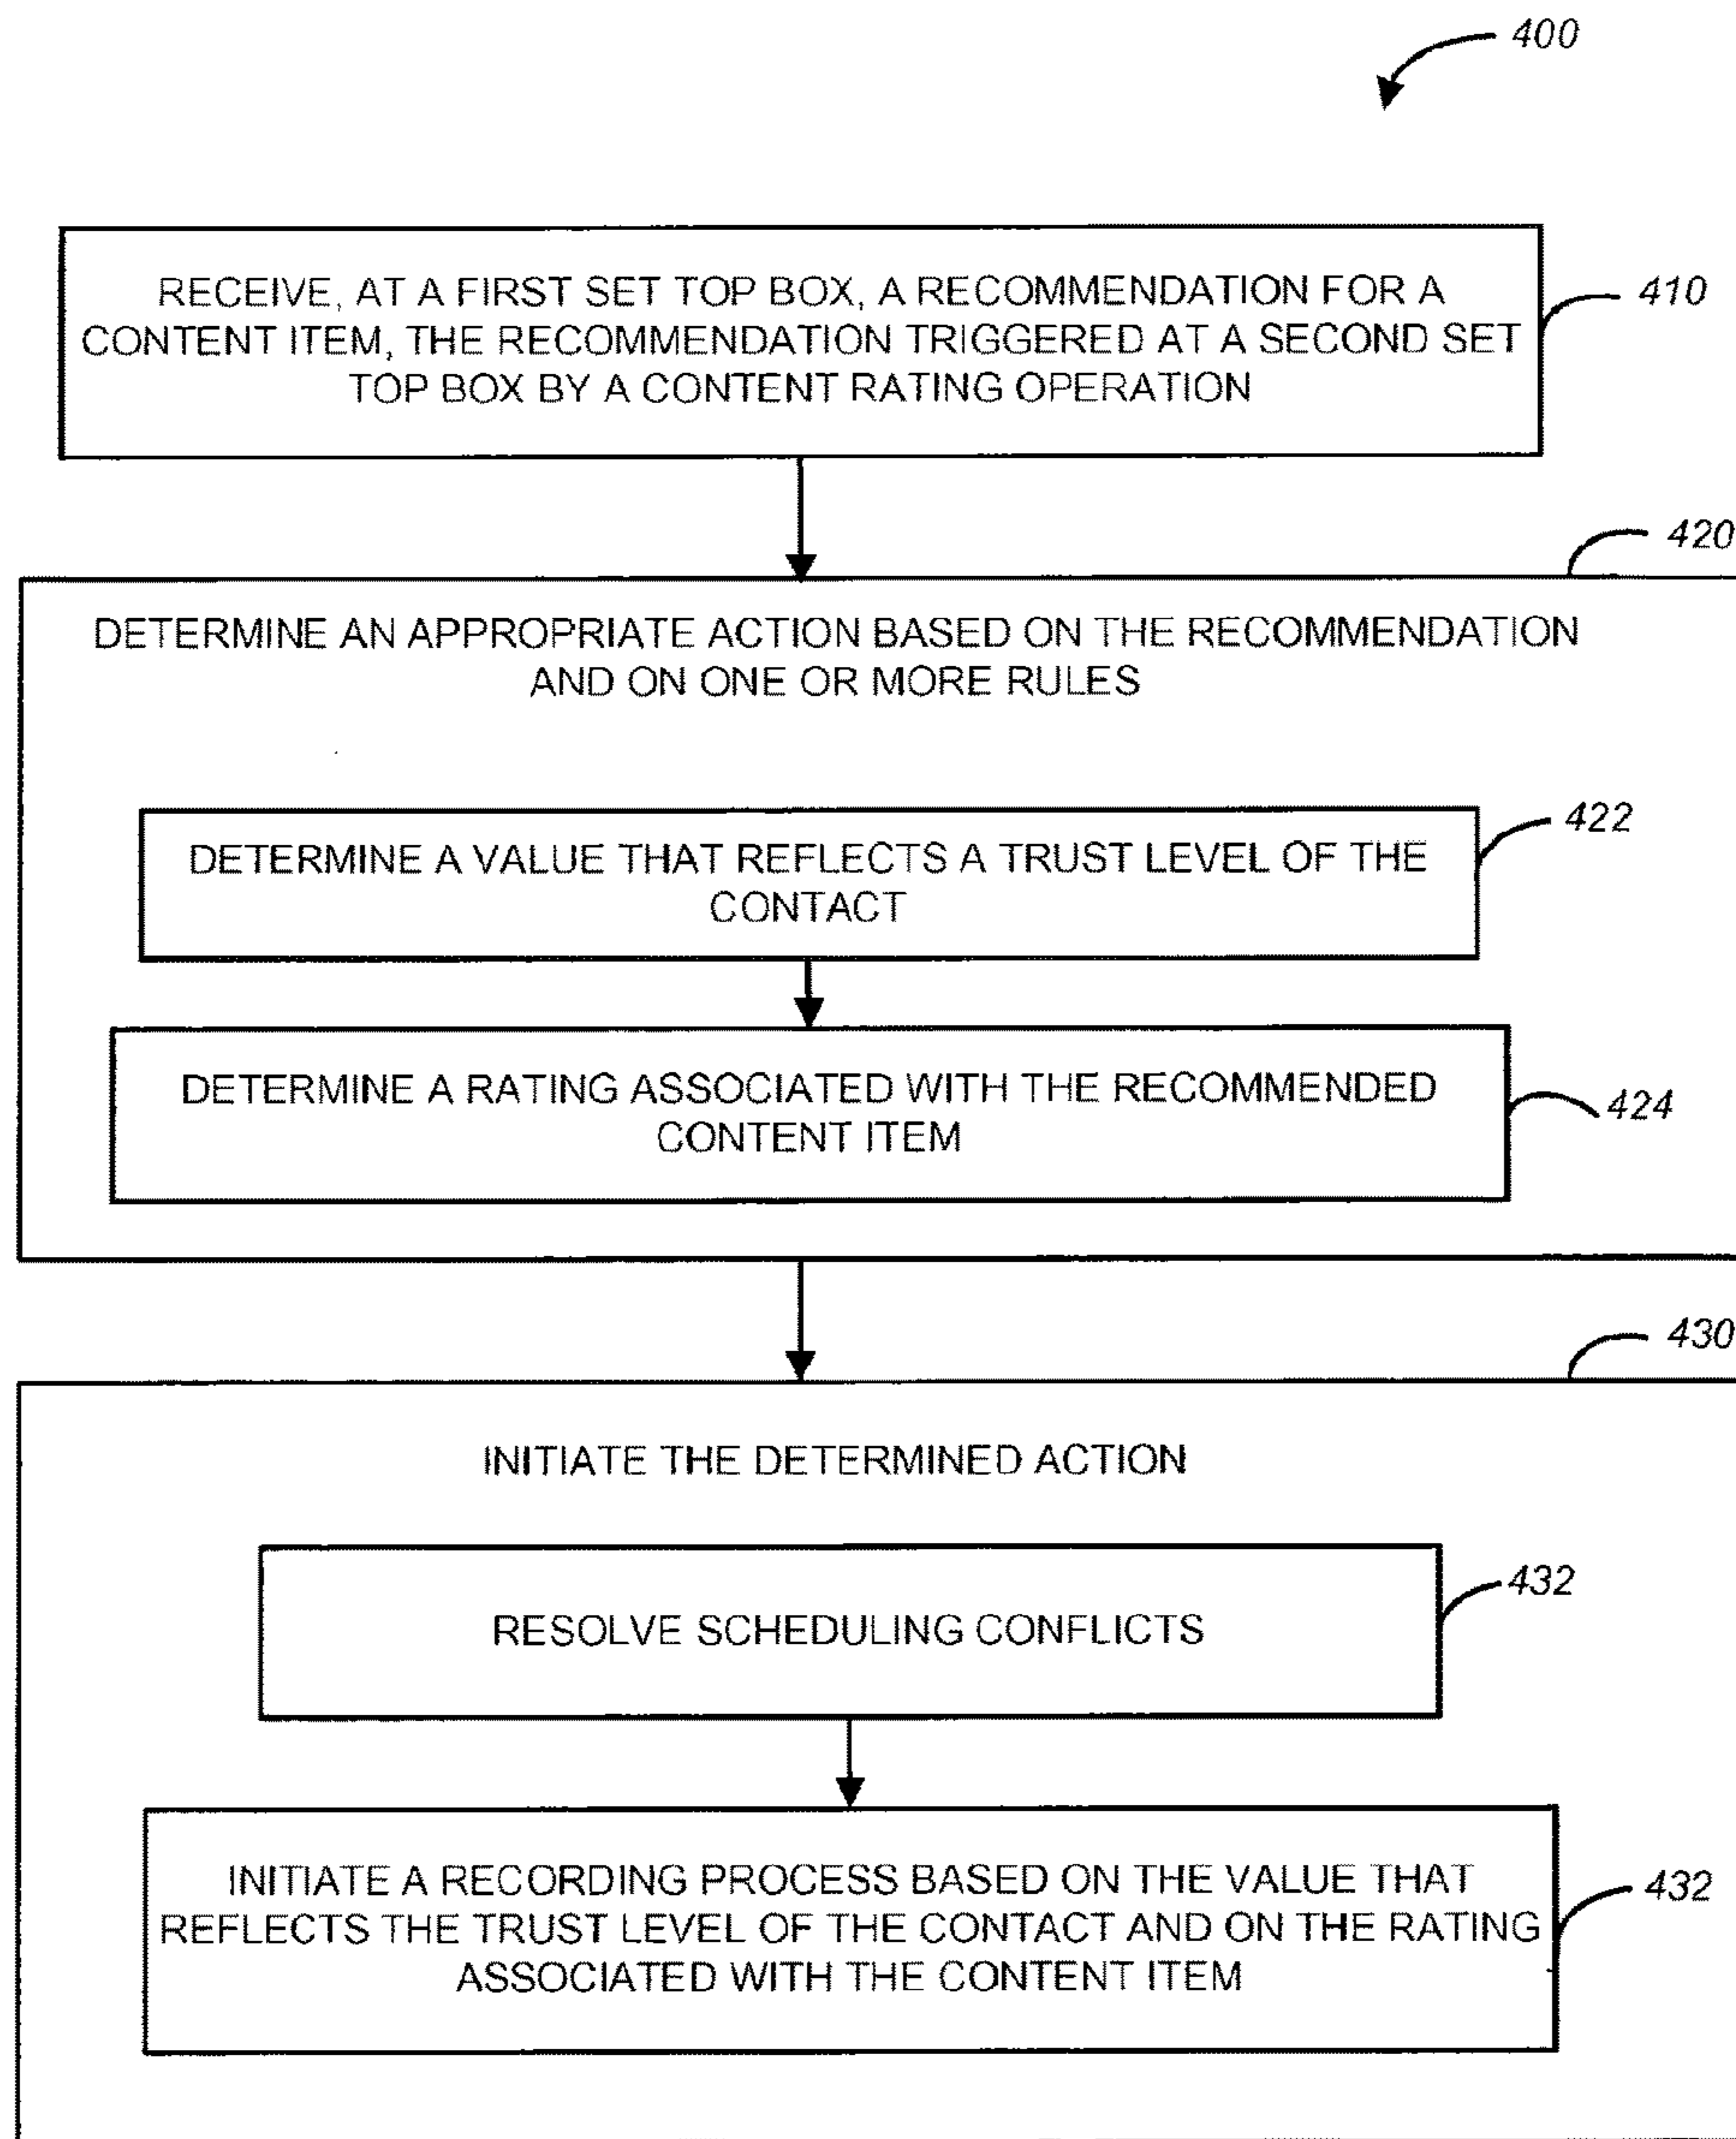 400
RECEIVE, AT A FIRST SET TOP BOX, A RECOMMENDATION FOR A
CONTENT ITEM, THE RECOMMENDATION TRIGGERED AT A SECOND SET
TOP BOX BY A CONTENT RATING OPERATION
410
420
DETERMINE AN APPROPRIATE ACTION BASED ON THE RECOMMENDATION
AND ON ONE OR MORE RULES
422
DETERMINE A VALUE THAT REFLECTS A TRUST LEVEL OF THE
CONTACT
DETERMINE A RATING ASSOCIATED WITH THE RECOMMENDED
CONTENT ITEM
424
430
INITIATE THE DETERMINED ACTION
432
RESOLVE SCHEDULING CONFLICTS
INITIATE A RECORDING PROCESS BASED ON THE VALUE THAT
REFLECTS THE TRUST LEVEL OF THE CONTACT AND ON THE RATING
ASSOCIATED WITH THE CONTENT ITEM
432